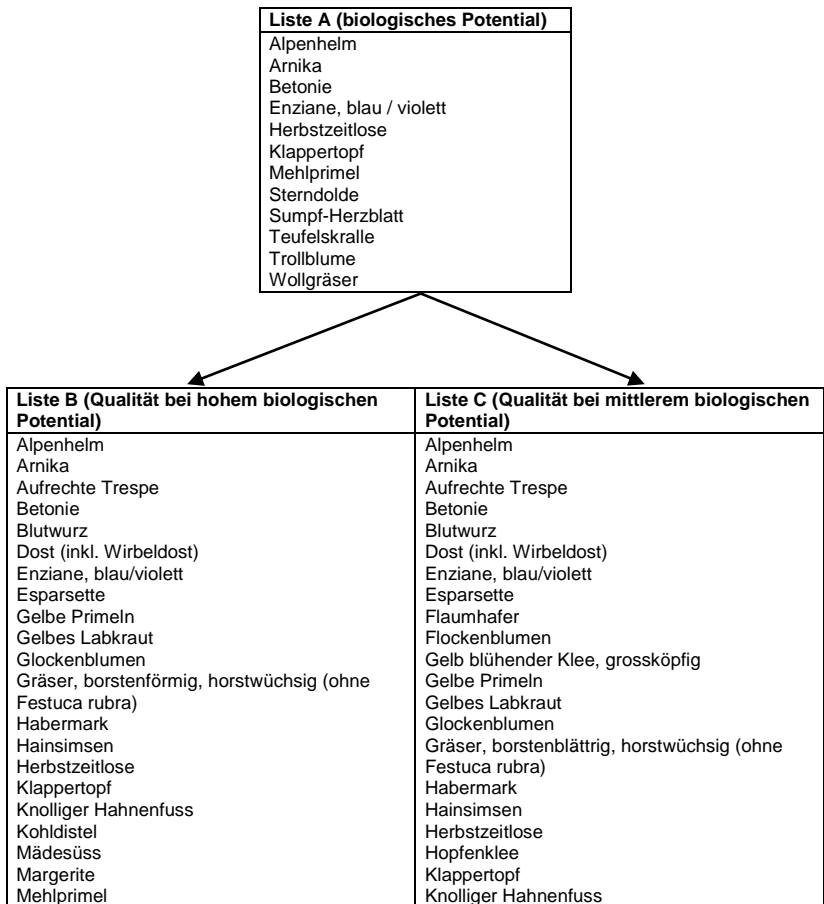 Liste A (biologisches Potential)
Alpenhelm
Arnika
Betonie
Enziane, blau / violett
Herbstzeitlose
Klappertopf
Mehlprimel
Sterndolde
Sumpf-Herzblatt
Teufelskralle
Trollblume
Wollgräser
Liste B (Qualität bei hohem biologischen
Potential)
Alpenhelm
Arnika
Aufrechte Trespe
Betonie
Blutwurz
Dost (inkl. Wirbeldost)
Enziane, blau/violett
Esparsette
Gelbe Primeln
Gelbes Labkraut
Glockenblumen
Gräser, borstenförmig, horstwüchsig (ohne
Festuca rubra)
Habermark
Hainsimsen
Herbstzeitlose
Klappertopf
Knolliger Hahnenfuss
Kohldistel
Mädesüss
Margerite
Mehlprimel
Liste C (Qualität bei mittlerem biologischen
Potential)
Alpenhelm
Arnika
Aufrechte Trespe
Betonie
Blutwurz
Dost (inkl. Wirbeldost)
Enziane, blau/violett
Esparsette
Flaumhafer
Flockenblumen
Gelb blühender Klee, grossköpfig
Gelbe Primeln
Gelbes Labkraut
Glockenblumen
Gräser, borstenblättrig, horstwüchsig (ohne
Festuca rubra)
Habermark
Hainsimsen
Herbstzeitlose
Hopfenklee
Klappertopf
Knolliger Hahnenfuss